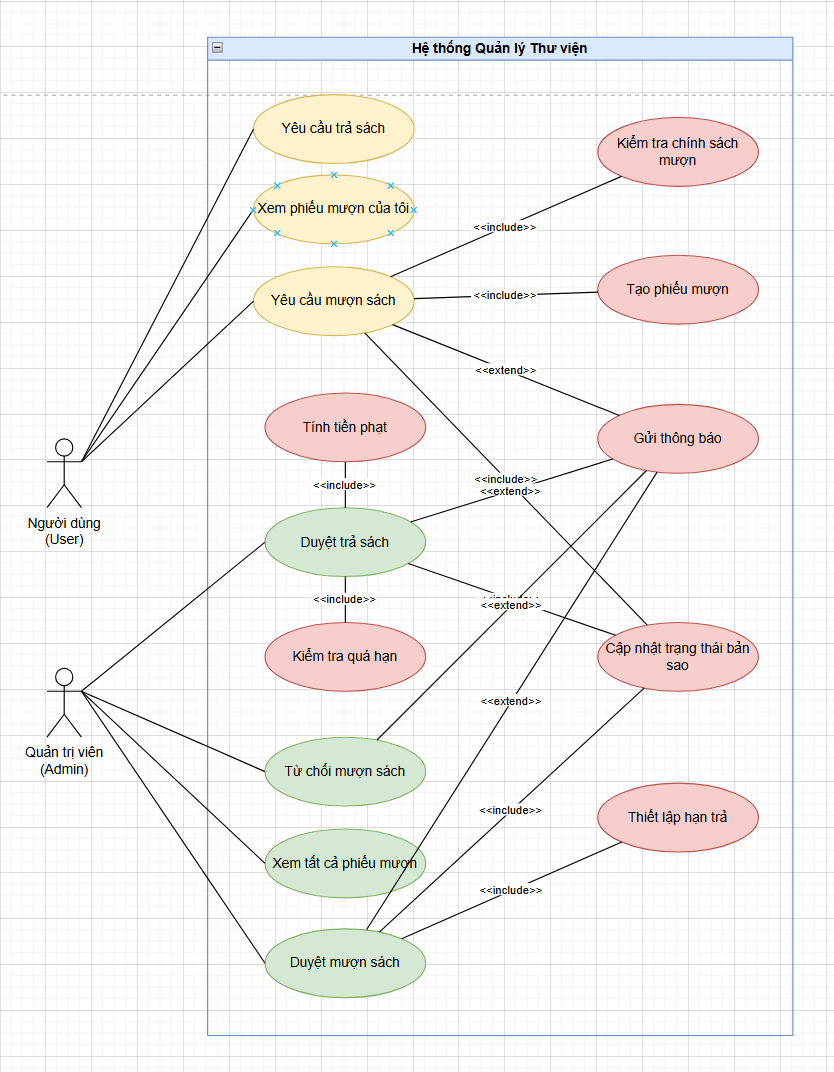 Hệ thống Quản lý Thư viện
Yêu cầu trả sách
Kiểm tra chính sách
mượn
Xem phiếu mượn của tôi
<<include>>
Yêu cầu mượn sách
<<include>>
Tạo phiếu mượn
<<extend>>
Tính tiền phạt
Gửi thông báo
<<include>>
<<include>>
<<extend>>
Người dùng
(User)
Duyệt trả sách
<<include>>
<<include>>
<<extend>>
Kiểm tra quá hạn
Cập nhật trạng thái bản
sao
<<extend>>
Quản trị viên
(Admin)
Từ chối mượn sách
<<include>>
Thiết lập hạn trả
Xem tất cả phiếu mượn
<<include>>
Duyệt mượn sách